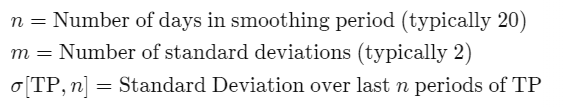 n = Number of days in smoothing period (typically 20)
m = Number of standard deviations (typically 2)
σ[TP, n] = Standard Deviation over last n periods of TP